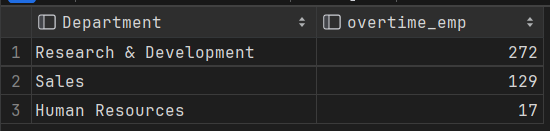 Department overtime_emp
1 Research & Development 272
2 Sales 129
3 Human Resources 17